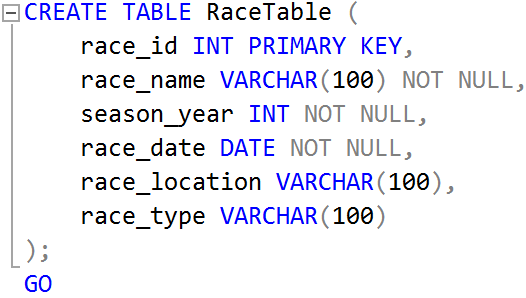 CREATE TABLE RaceTable (
    race_id INT PRIMARY KEY,
    race_name VARCHAR(100) NOT NULL,
    season_year INT NOT NULL,
    race_date DATE NOT NULL,
    race_location VARCHAR(100),
    race_type VARCHAR(100)
);
GO